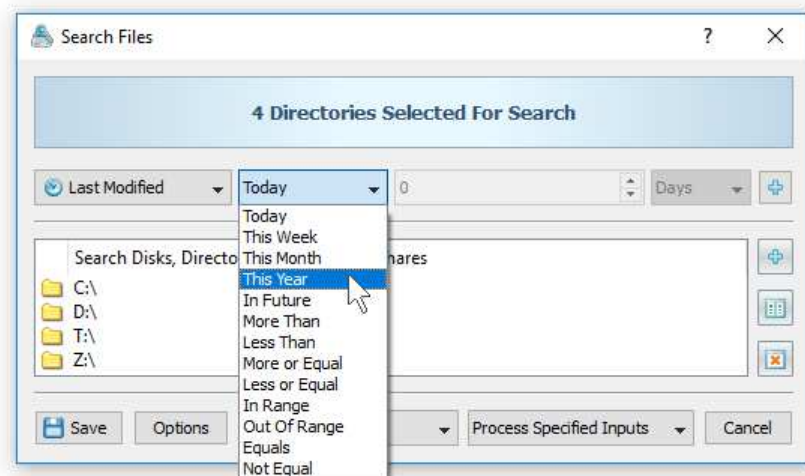 Search Files
?
4 Directories Selected For Search
Last Modified
Today
0
Days
Today
This Week
This Month
This Year
In Future
More Than
Less Than
More or Equal
Less or Equal
In Range
Out Of Range
Equals
Not Equal
Search Disks, Directo
hares
C:\
D:\
T:\
Z:\
Save
Options
Process Specified Inputs
Cancel